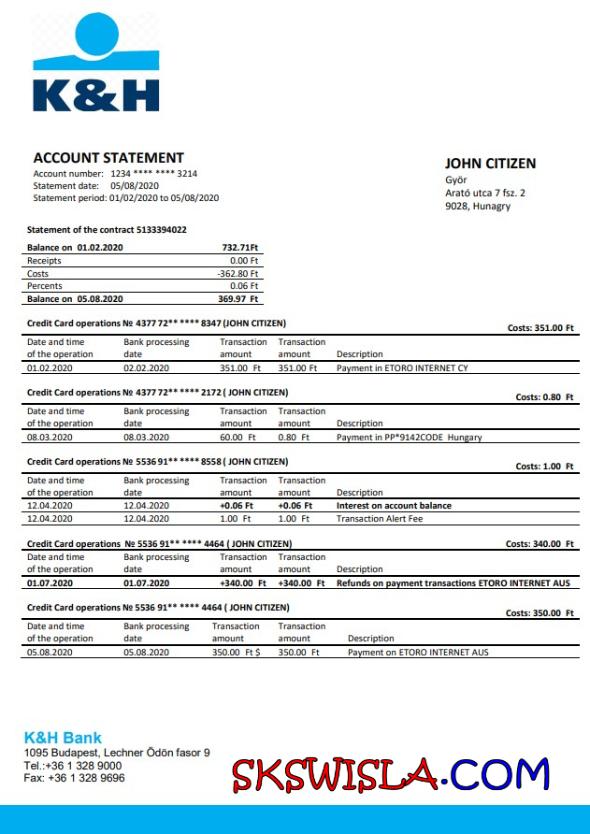 K&H
ACCOUNT STATEMENT
Account number: 1234 **** **** 3214
Statement date: 05/08/2020
Statement period: 01/02/2020 to 05/08/2020
JOHN CITIZEN
Györ
Arató utca 7 fsz. 2
9028, Hunagry
Statement of the contract 5133394022
Balance on 01.02.2020 732.71Ft
Receipts 0.00 Ft
Costs -362.80 Ft
Percents 0.06 Ft
Balance on 05.08.2020 369.97 Ft
Credit Card operations № 4377 72** **** 8347 (JOHN CITIZEN) Costs: 351.00 Ft
Date and time Bank processing Transaction Transaction
of the operation date amount amount Description
01.02.2020 02.02.2020 351.00 Ft 351.00 Ft Payment in ETORO INTERNET CY
Credit Card operations № 4377 72** **** 2172 ( JOHN CITIZEN) Costs: 0.80 Ft
Date and time Bank processing Transaction Transaction
of the operation date amount amount Description
08.03.2020 08.03.2020 60.00 Ft 0.80 Ft Payment in PP*9142CODE Hungary
Credit Card operations № 5536 91** **** 8558 ( JOHN CITIZEN) Costs: 1.00 Ft
Date and time Bank processing Transaction Transaction
of the operation date amount amount Description
12.04.2020 12.04.2020 +0.06 Ft +0.06 Ft Interest on account balance
12.04.2020 12.04.2020 1.00 Ft 1.00 Ft Transaction Alert Fee
Credit Card operations № 5536 91** **** 4464 ( JOHN CITIZEN) Costs: 340.00 Ft
Date and time Bank processing Transaction Transaction
of the operation date amount amount Description
01.07.2020 01.07.2020 +340.00 Ft +340.00 Ft Refunds on payment transactions ETORO INTERNET AUS
Credit Card operations № 5536 91** **** 4464 ( JOHN CITIZEN) Costs: 350.00 Ft
Date and time Bank processing Transaction Transaction
of the operation date amount amount Description
05.08.2020 05.08.2020 350.00 Ft $ 350.00 Ft Payment on ETORO INTERNET AUS
K&H Bank
1095 Budapest, Lechner Ödön fasor 9
Tel.:+36 1 328 9000
Fax: +36 1 328 9696
SKSWISLA.COM